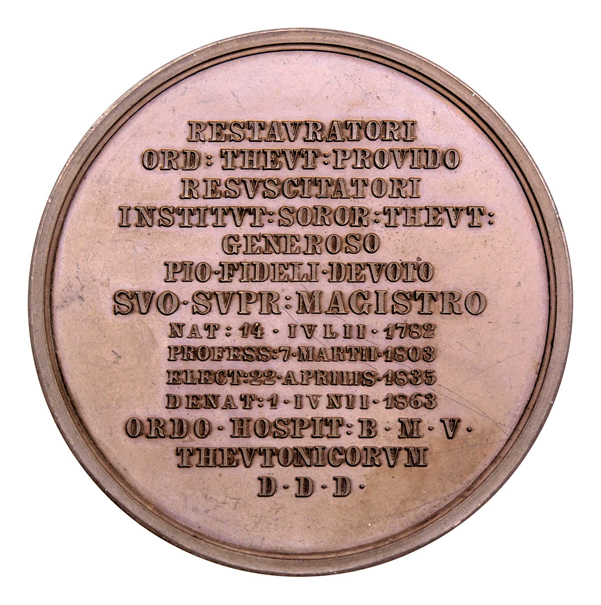 RESTAVRATORI
ORD: THEVT: PROVIDO
RESVSCITATORI
INSTITVT: SOROR: THEVT:
GENEROSO
PIO·FIDELI·DEVOTO
SVO·SVPR: MAGISTRO
NAT: 14·IVLII·1782
PROFESS: 7·MARTII·1803
ELECT: 22·APRILIS·1835
DENAT: 1·IVNII·1863
ORDO·HOSPIT: B·M·V·
THEVTONICORVM
D·D·D·